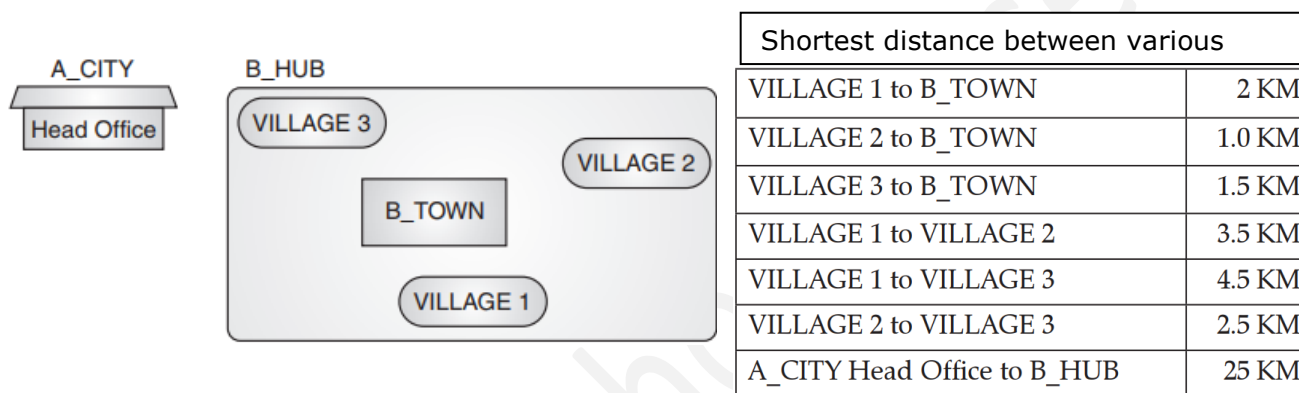 A_CITY
Head Office
B_HUB
VILLAGE 3
VILLAGE 2
B_TOWN
VILLAGE 1
Shortest distance between various
VILLAGE 1 to B_TOWN 2 KM
VILLAGE 2 to B_TOWN 1.0 KM
VILLAGE 3 to B_TOWN 1.5 KM
VILLAGE 1 to VILLAGE 2 3.5 KM
VILLAGE 1 to VILLAGE 3 4.5 KM
VILLAGE 2 to VILLAGE 3 2.5 KM
A_CITY Head Office to B_HUB 25 KM